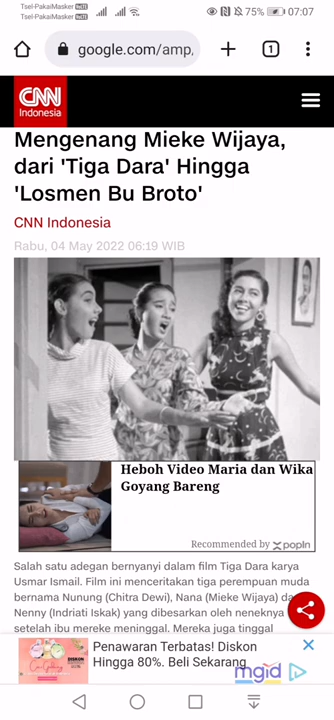 Tsel-PakaiMasker VoLTE
Tsel-PakaiMasker VoLTE
75% 07:07
google.com/amp,
1
CNN
Indonesia
Mengenang Mieke Wijaya,
dari 'Tiga Dara' Hingga
'Losmen Bu Broto'
CNN Indonesia
Rabu, 04 May 2022 06:19 WIB
Heboh Video Maria dan Wika
Goyang Bareng
Recommended by popIn
Salah satu adegan bernyanyi dalam film Tiga Dara karya
Usmar Ismail. Film ini menceritakan tiga perempuan muda
bernama Nunung (Chitra Dewi), Nana (Mieke Wijaya) da
Nenny (Indriati Iskak) yang dibesarkan oleh neneknya
setelah ibu mereka meninggal. Mereka juga tinggal
Penawaran Terbatas! Diskon
Hingga 80%. Beli Sekarang
mgid